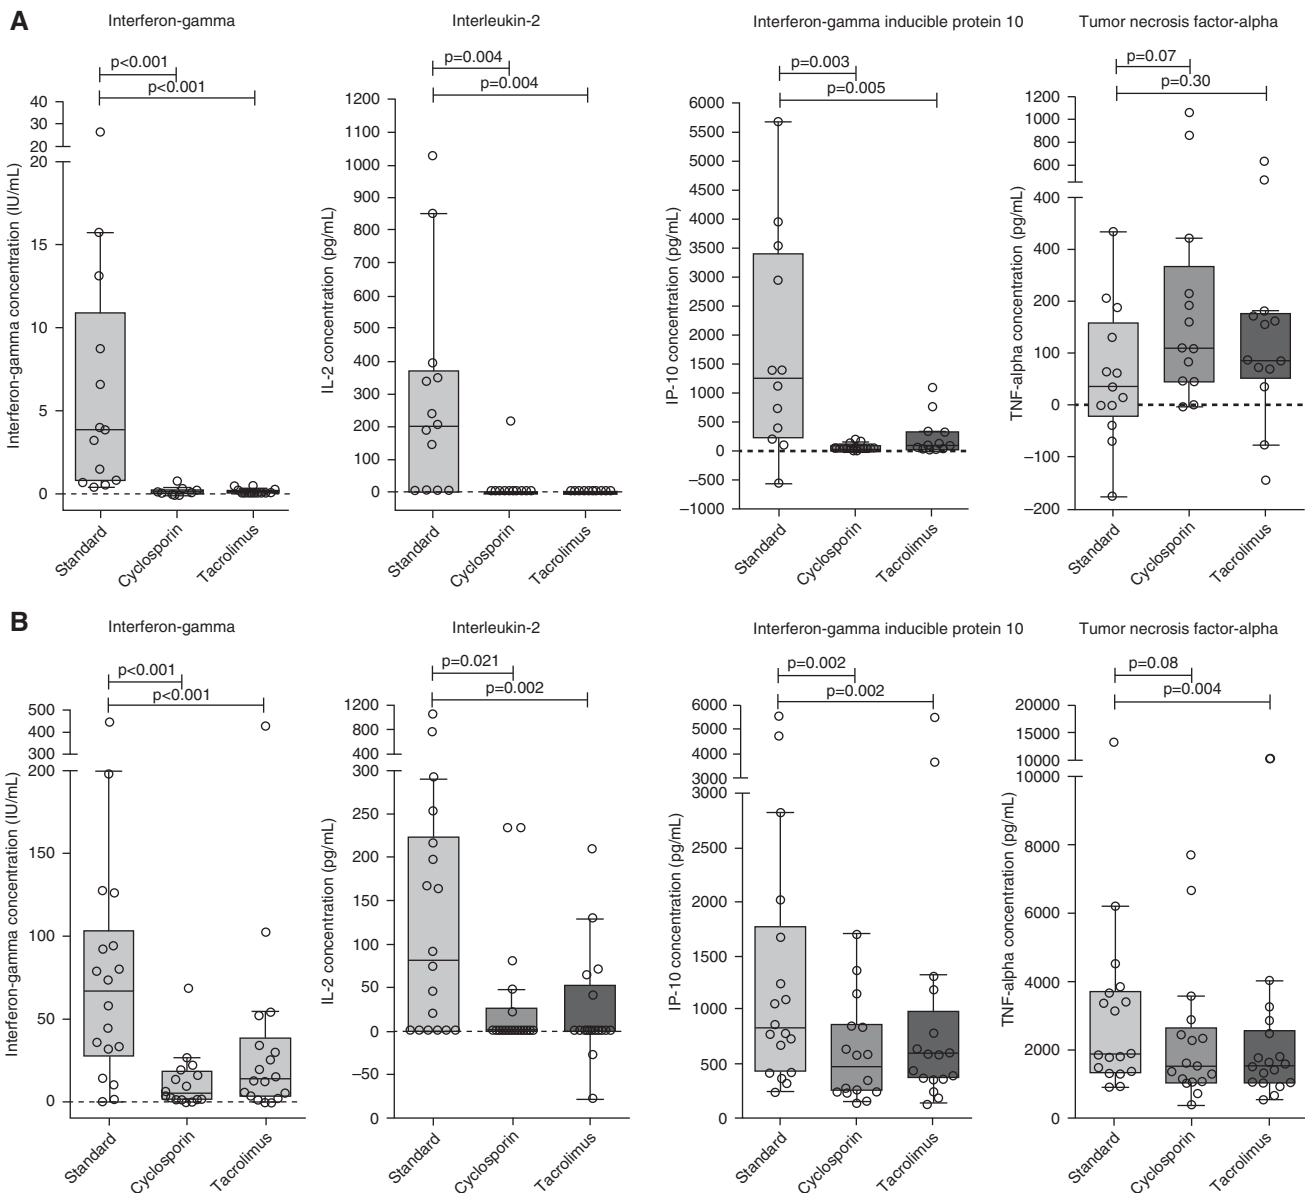 A
Interferon-gamma
p<0.001
p<0.001
Interferon-gamma concentration (IU/mL)
40
30
20
20
15
10
5
0
Standard
Cyclosporin
Tacrolimus
Interleukin-2
p=0.004
p=0.004
IL-2 concentration (pg/mL)
1200
1100
1000
900
800
700
600
500
400
300
200
100
0
Standard
Cyclosporin
Tacrolimus
Interferon-gamma inducible protein 10
p=0.003
p=0.005
IP-10 concentration (pg/mL)
6000
5500
5000
4500
4000
3500
3000
2500
2000
1500
1000
500
0
−500
−1000
Standard
Cyclosporin
Tacrolimus
Tumor necrosis factor-alpha
p=0.07
p=0.30
TNF-alpha concentration (pg/mL)
1200
1000
800
600
400
400
200
100
0
−100
−200
Standard
Cyclosporin
Tacrolimus
B
Interferon-gamma
p<0.001
p<0.001
Interferon-gamma concentration (IU/mL)
500
400
300
200
150
100
50
0
Standard
Cyclosporin
Tacrolimus
Interleukin-2
p=0.021
p=0.002
IL-2 concentration (pg/mL)
1200
800
400
300
250
200
150
100
50
0
−50
0
Standard
Cyclosporin
Tacrolimus
Interferon-gamma inducible protein 10
p=0.002
p=0.002
IP-10 concentration (pg/mL)
6000
5000
4000
3000
3000
2500
2000
1500
1000
500
0
Standard
Cyclosporin
Tacrolimus
Tumor necrosis factor-alpha
p=0.08
p=0.004
TNF-alpha concentration (pg/mL)
20000
15000
10000
10000
8000
6000
4000
2000
0
Standard
Cyclosporin
Tacrolimus